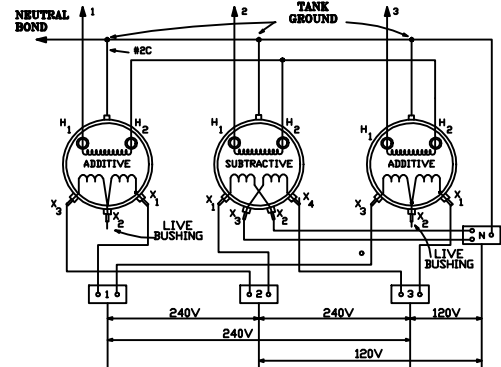 NEUTRAL BOND
1
2
TANK GROUND
3
#2C
H1 H2
H1 H2
H1 H2
ADDITIVE
SUBTRACTIVE
ADDITIVE
X3 X2 X1
X1 X3 X2 X4
X3 X2 X1
LIVE BUSHING
LIVE BUSHING
N
1
2
3
240V
240V
120V
240V
120V